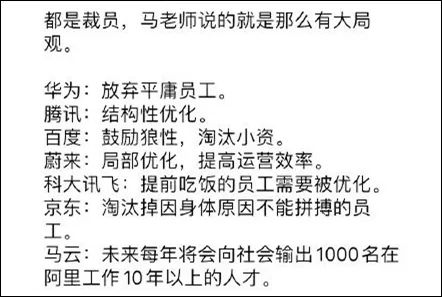 都是裁员，马老师说的就是那么有大局
观。
华为：放弃平庸员工。
腾讯：结构性优化。
百度：鼓励狼性，淘汰小资。
蔚来：局部优化，提高运营效率。
科大讯飞：提前吃饭的员工需要被优化。
京东：淘汰掉因身体原因不能拼搏的员
工。
马云：未来每年将会向社会输出1000名在
阿里工作10年以上的人才。